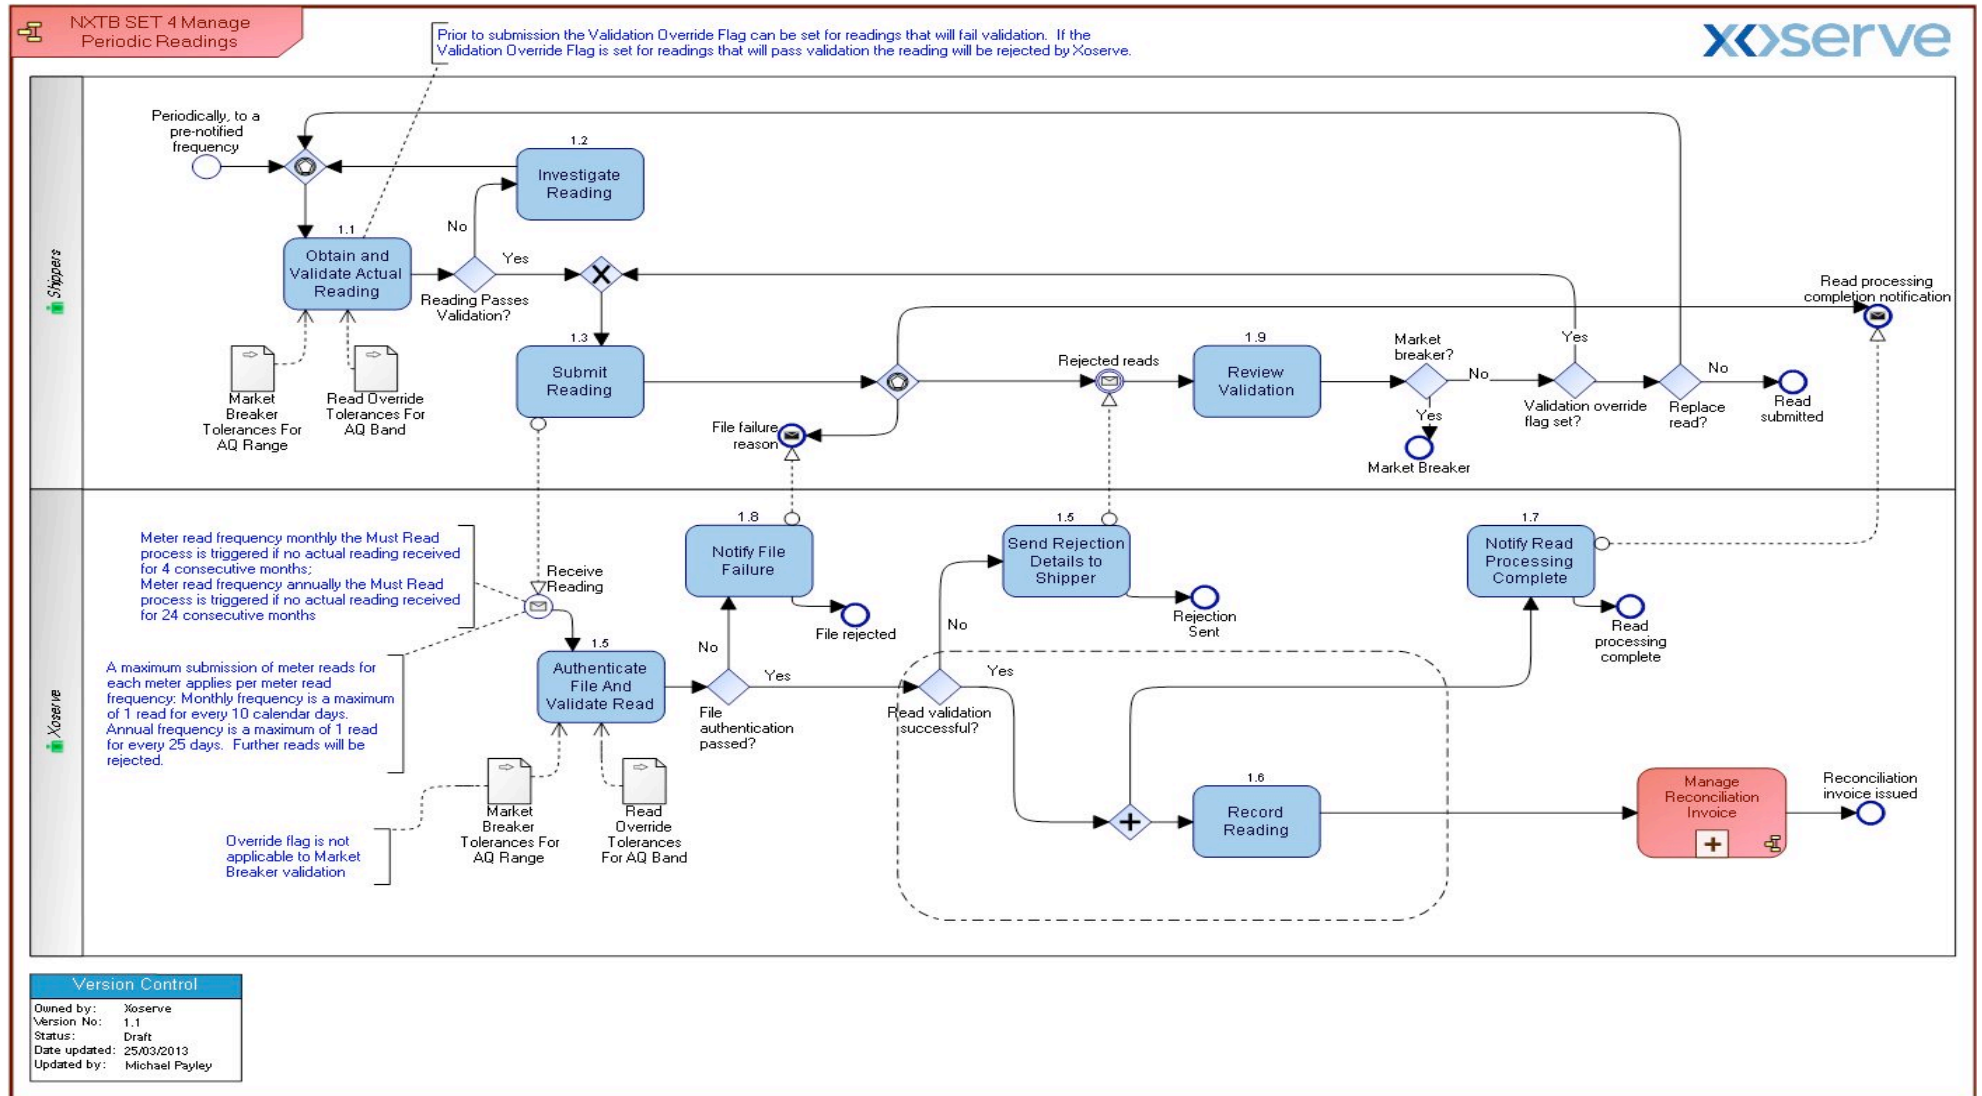 NXTB SET 4 Manage
Periodic Readings
Prior to submission the Validation Override Flag can be set for readings that will fail validation.  If the
Validation Override Flag is set for readings that will pass validation the reading will be rejected by Xoserve.
xoserve
Shippers
Periodically, to a
pre-notified
frequency
1.2
Investigate
Reading
No
1.1
Obtain and
Validate Actual
Reading
Yes
Reading Passes
Validation?
Market
Breaker
Tolerances For
AQ Range
Read Override
Tolerances For
AQ Band
1.3
Submit
Reading
File failure
reason
Rejected reads
1.9
Review
Validation
Market
breaker?
No
Yes
Market Breaker
Yes
Validation override
flag set?
Replace
read?
No
Read
submitted
Read processing
completion notification
Xoserve
Meter read frequency monthly the Must Read
process is triggered if no actual reading received
for 4 consecutive months;
Meter read frequency annually the Must Read
process is triggered if no actual reading received
for 24 consecutive months
Receive
Reading
A maximum submission of meter reads for
each meter applies per meter read
frequency: Monthly frequency is a maximum
of 1 read for every 10 calendar days.
Annual frequency is a maximum of 1 read
for every 25 days.  Further reads will be
rejected.
1.5
Authenticate
File And
Validate Read
Market
Breaker
Tolerances For
AQ Range
Read
Override
Tolerances
For AQ Band
Override flag is not
applicable to Market
Breaker validation
1.8
Notify File
Failure
File rejected
No
Yes
File
authentication
passed?
1.5
Send Rejection
Details to
Shipper
Rejection
Sent
No
Yes
Read validation
successful?
1.6
Record
Reading
1.7
Notify Read
Processing
Complete
Read
processing
complete
Manage
Reconciliation
Invoice
Reconciliation
invoice issued
Version Control
Owned by: Xoserve
Version No: 1.1
Status: Draft
Date updated: 25/03/2013
Updated by: Michael Payley